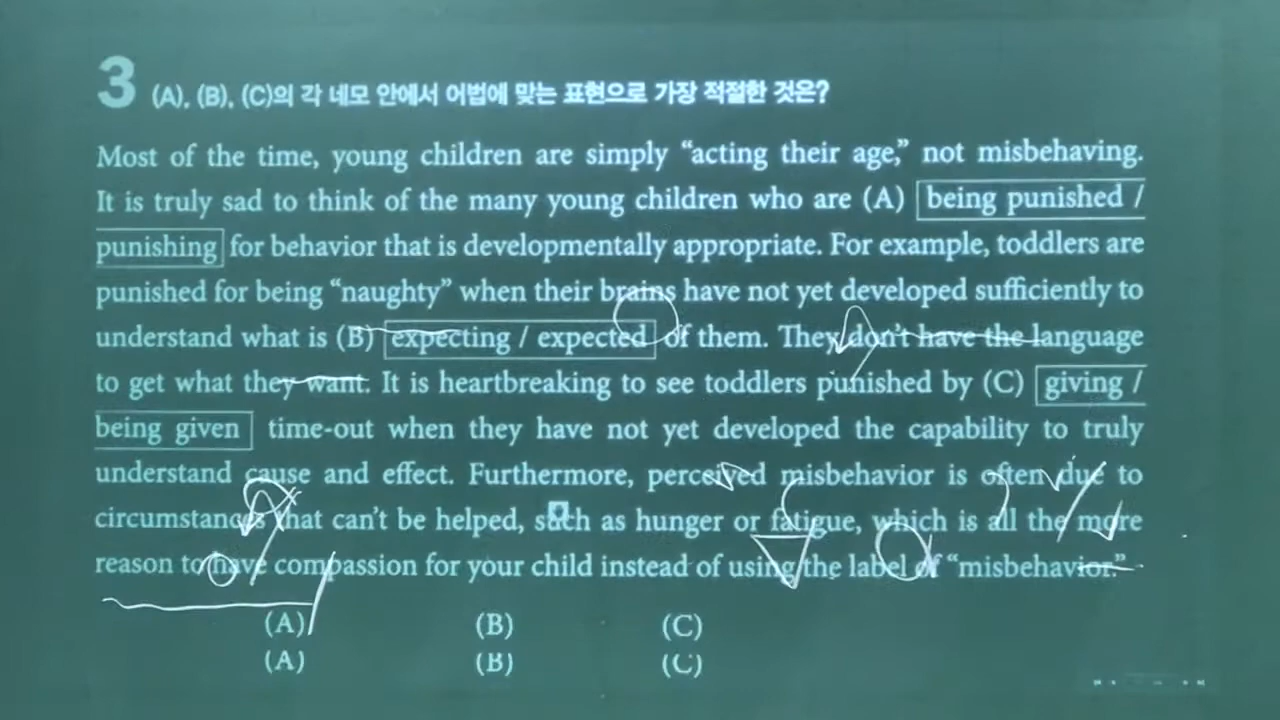 3 (A), (B), (C)의 각 네모 안에서 어법에 맞는 표현으로 가장 적절한 것은?
Most of the time, young children are simply “acting their age,” not misbehaving.
It is truly sad to think of the many young children who are (A) being punished /
punishing for behavior that is developmentally appropriate. For example, toddlers are
punished for being “naughty” when their brains have not yet developed sufficiently to
understand what is (B) expecting / expected of them. They don’t have the language
to get what they want. It is heartbreaking to see toddlers punished by (C) giving /
being given time-out when they have not yet developed the capability to truly
understand cause and effect. Furthermore, perceived misbehavior is often due to
circumstances that can’t be helped, such as hunger or fatigue, which is all the more
reason to have compassion for your child instead of using the label of “misbehavior.”
(A) (B) (C)
(A) (B) (C)